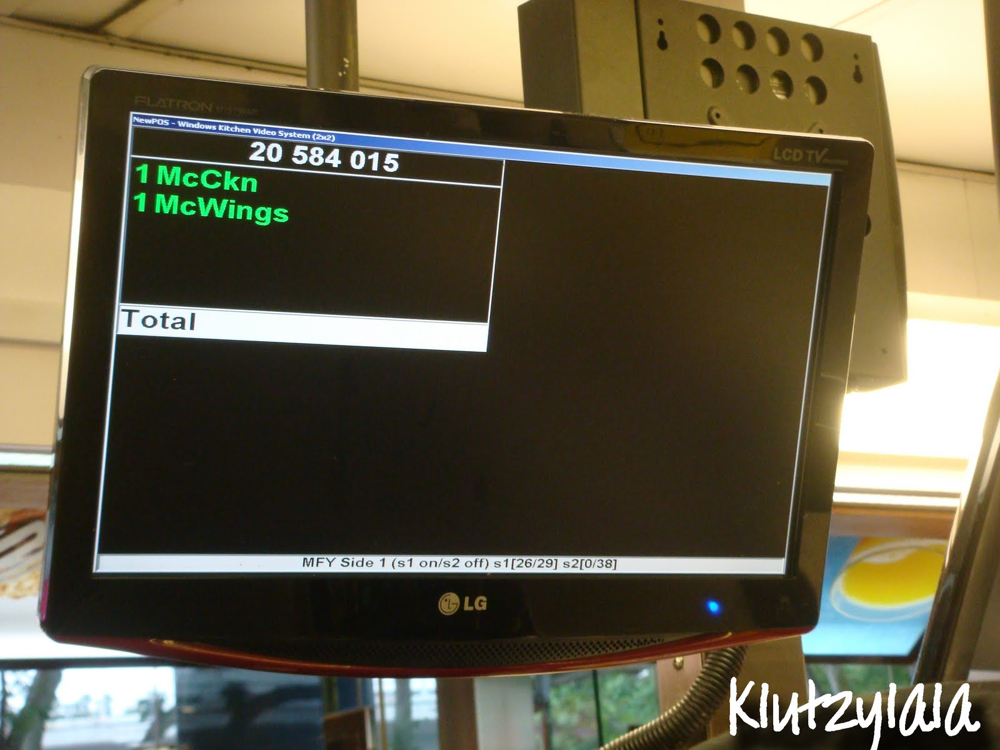 FLATRON
NewPOS - Windows Kitchen Video System (2x2)
LCD TV monitor
20 584 015
1 McCkn
1 McWings
Total
MFY Side 1 (s1 on/s2 off) s1[26/29] s2[0/38]
LG
Klutzylala